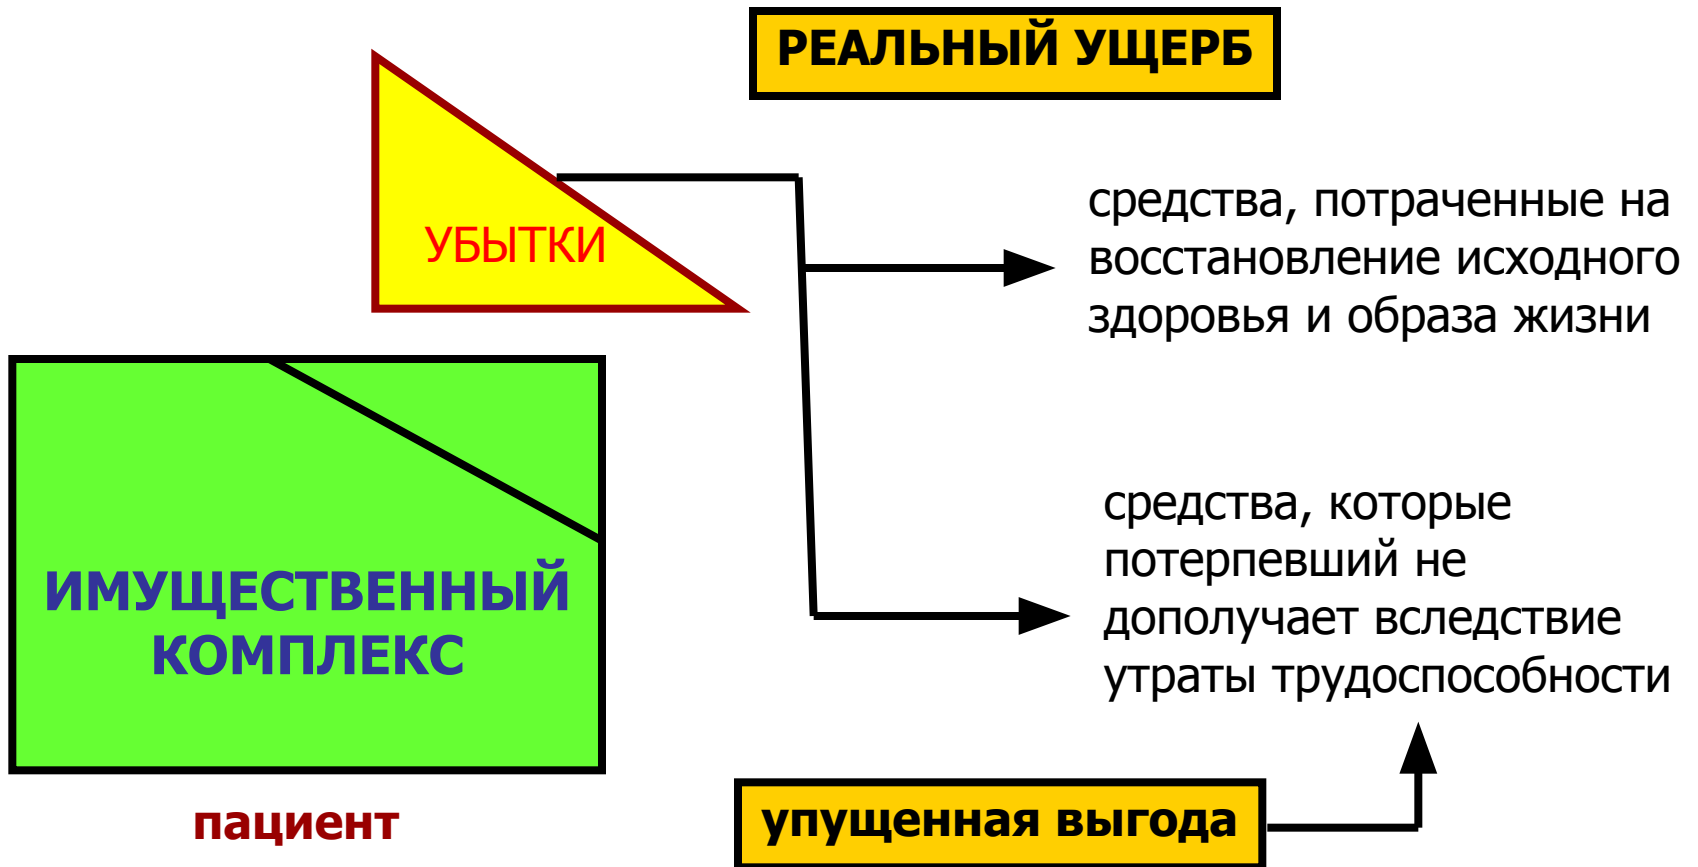 РЕАЛЬНЫЙ УЩЕРБ
УБЫТКИ
средства, потраченные на
восстановление исходного
здоровья и образа жизни
ИМУЩЕСТВЕННЫЙ
КОМПЛЕКС
средства, которые
потерпевший не
дополучает вследствие
утраты трудоспособности
пациент
упущенная выгода